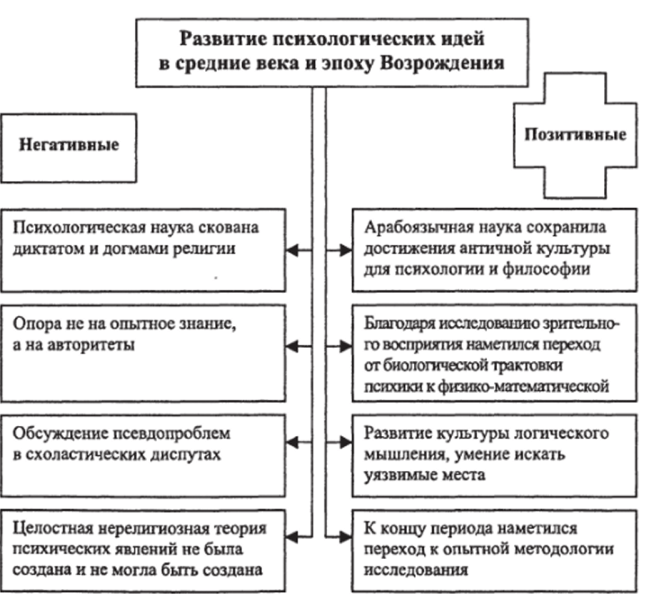 Развитие психологических идей
в средние века и эпоху Возрождения
Негативные
Позитивные
Психологическая наука скована
диктатом и догмами религии
Арабоязычная наука сохранила
достижения античной культуры
для психологии и философии
Опора не на опытное знание,
а на авторитеты
Благодаря исследованию зрительно-
го восприятия наметился переход
от биологической трактовки
психики к физико-математической
Обсуждение псевдопроблем
в схоластических диспутах
Развитие культуры логического
мышления, умение искать
уязвимые места
Целостная нерелигиозная теория
психических явлений не была
создана и не могла быть создана
К концу периода наметился
переход к опытной методологии
исследования